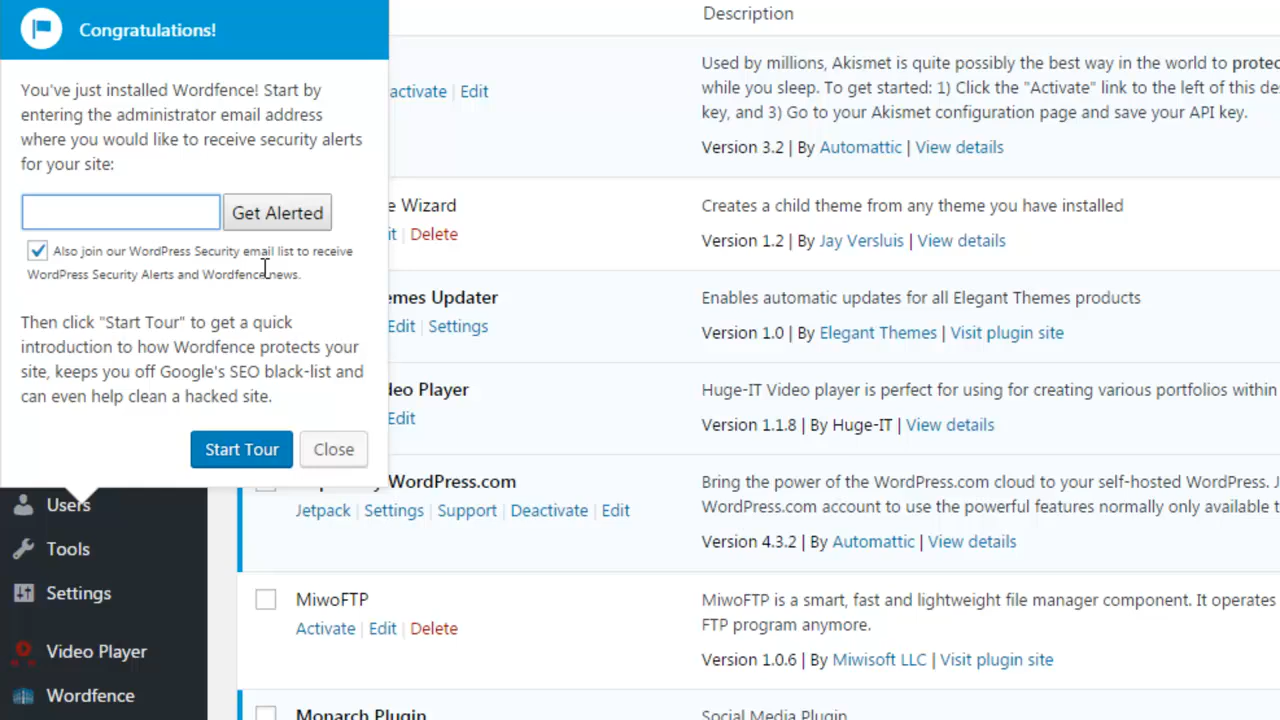 Congratulations!
You've just installed Wordfence! Start by
entering the administrator email address
where you would like to receive security alerts
for your site:
Get Alerted
Also join our WordPress Security email list to receive
WordPress Security Alerts and Wordfence news.
Then click "Start Tour" to get a quick
introduction to how Wordfence protects your
site, keeps you off Google's SEO black-list and
can even help clean a hacked site.
Start Tour Close
Users
Tools
Settings
Video Player
Wordfence
Description
activate | Edit
Used by millions, Akismet is quite possibly the best way in the world to protec
while you sleep. To get started: 1) Click the "Activate" link to the left of this de
key, and 3) Go to your Akismet configuration page and save your API key.
Version 3.2 | By Automattic | View details
e Wizard
it | Delete
Creates a child theme from any theme you have installed
Version 1.2 | By Jay Versluis | View details
emes Updater
Edit | Settings
Enables automatic updates for all Elegant Themes products
Version 1.0 | By Elegant Themes | Visit plugin site
deo Player
Edit
Huge-IT Video player is perfect for using for creating various portfolios within
Version 1.1.8 | By Huge-IT | View details
WordPress.com
Jetpack | Settings | Support | Deactivate | Edit
Bring the power of the WordPress.com cloud to your self-hosted WordPress. J
WordPress.com account to use the powerful features normally only available t
Version 4.3.2 | By Automattic | View details
MiwoFTP
Activate | Edit | Delete
MiwoFTP is a smart, fast and lightweight file manager component. It operates
FTP program anymore.
Version 1.0.6 | By Miwisoft LLC | Visit plugin site
Monarch Plugin
Social Media Plugin